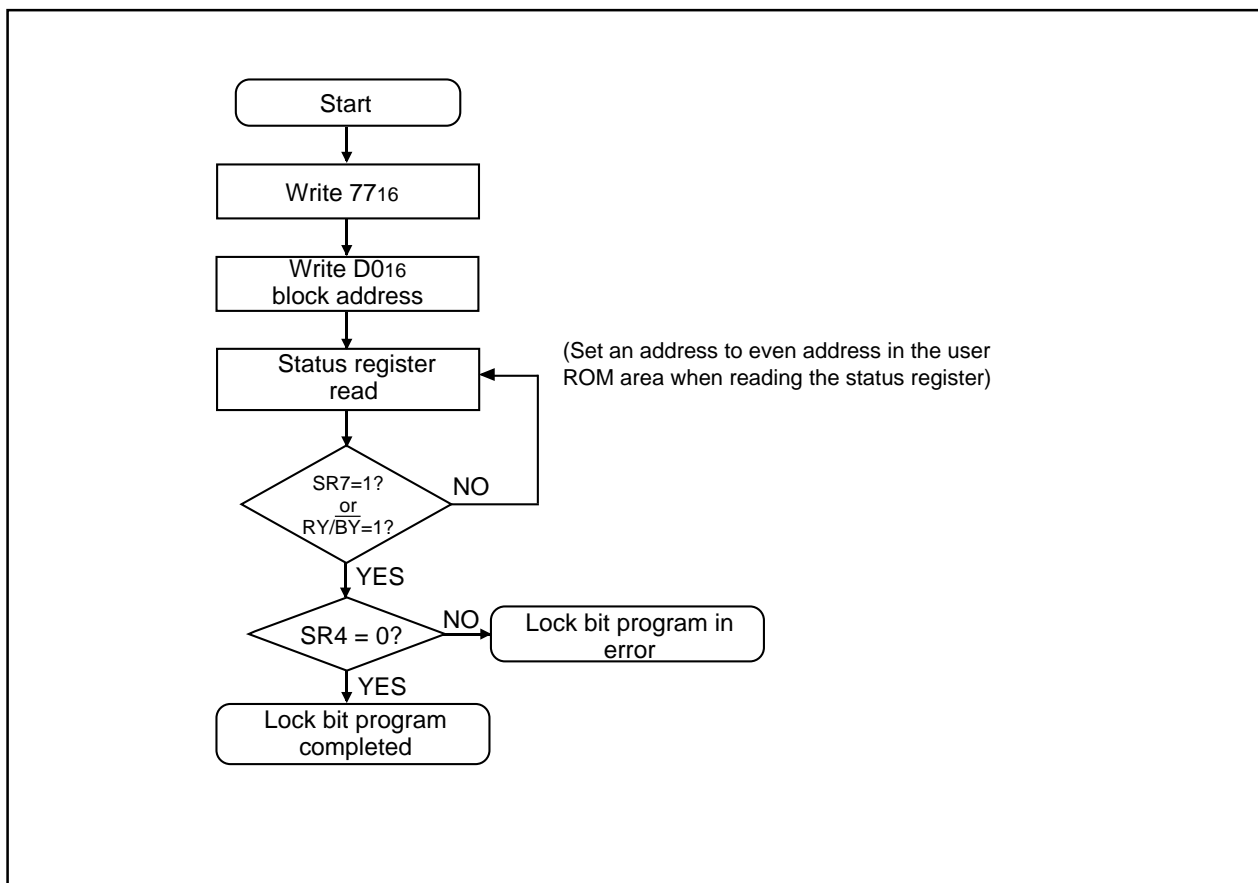 Start
Write 7716
Write D016
block address
Status register
read
(Set an address to even address in the user
ROM area when reading the status register)
SR7=1?
or
RY/B̅Y̅=1?
NO
YES
SR4 = 0?
NO
Lock bit program in
error
YES
Lock bit program
completed